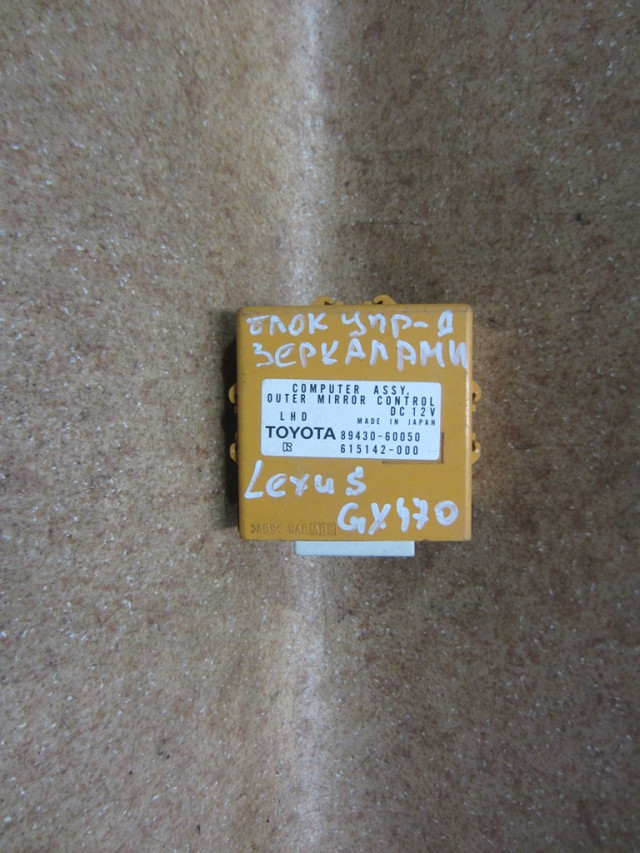 блок упр-я
ЗЕРКАЛАМИ
COMPUTER ASSY,
OUTER MIRROR CONTROL
DC 12V
LHD
MADE IN JAPAN
TOYOTA 89430-60050
615142-000
Lexus
GX470
>ABS<